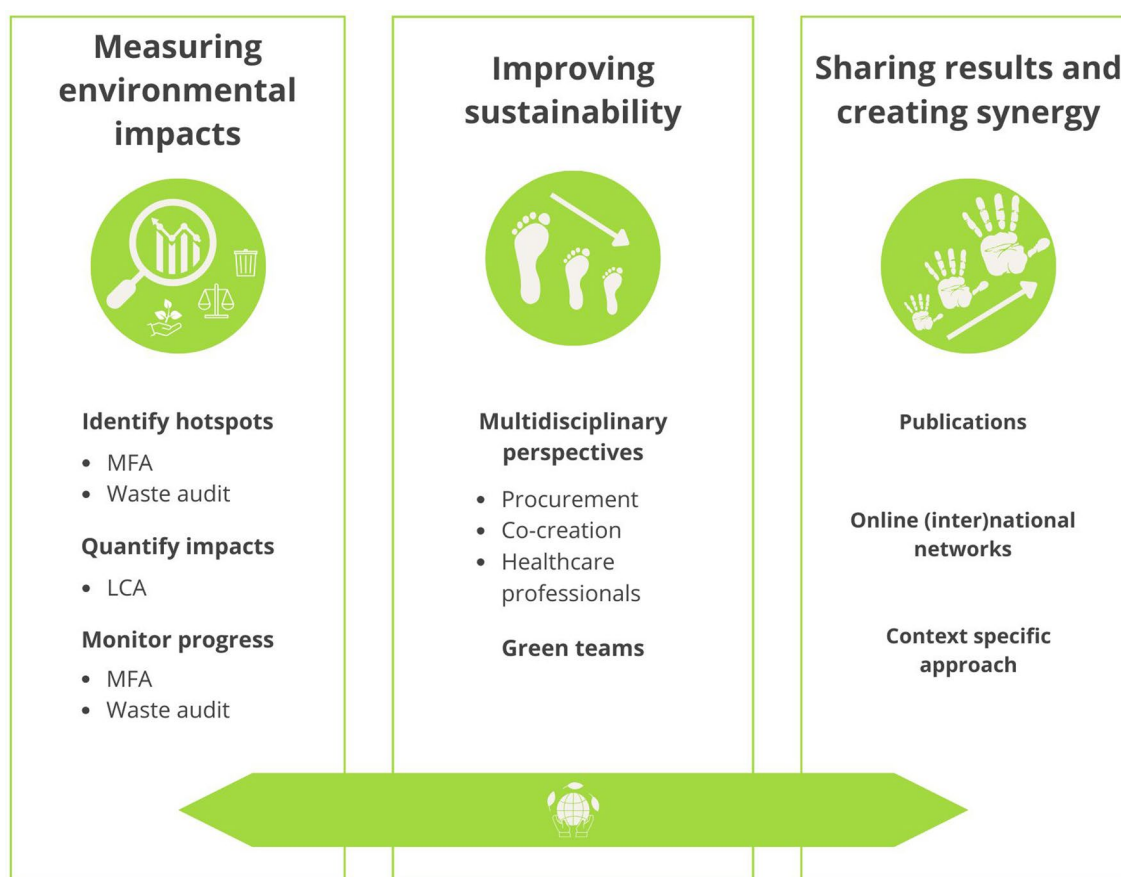 Measuring
environmental
impacts
Identify hotspots
• MFA
• Waste audit
Quantify impacts
• LCA
Monitor progress
• MFA
• Waste audit
Improving
sustainability
Multidisciplinary
perspectives
• Procurement
• Co-creation
• Healthcare
professionals
Green teams
Sharing results and
creating synergy
Publications
Online (inter)national
networks
Context specific
approach